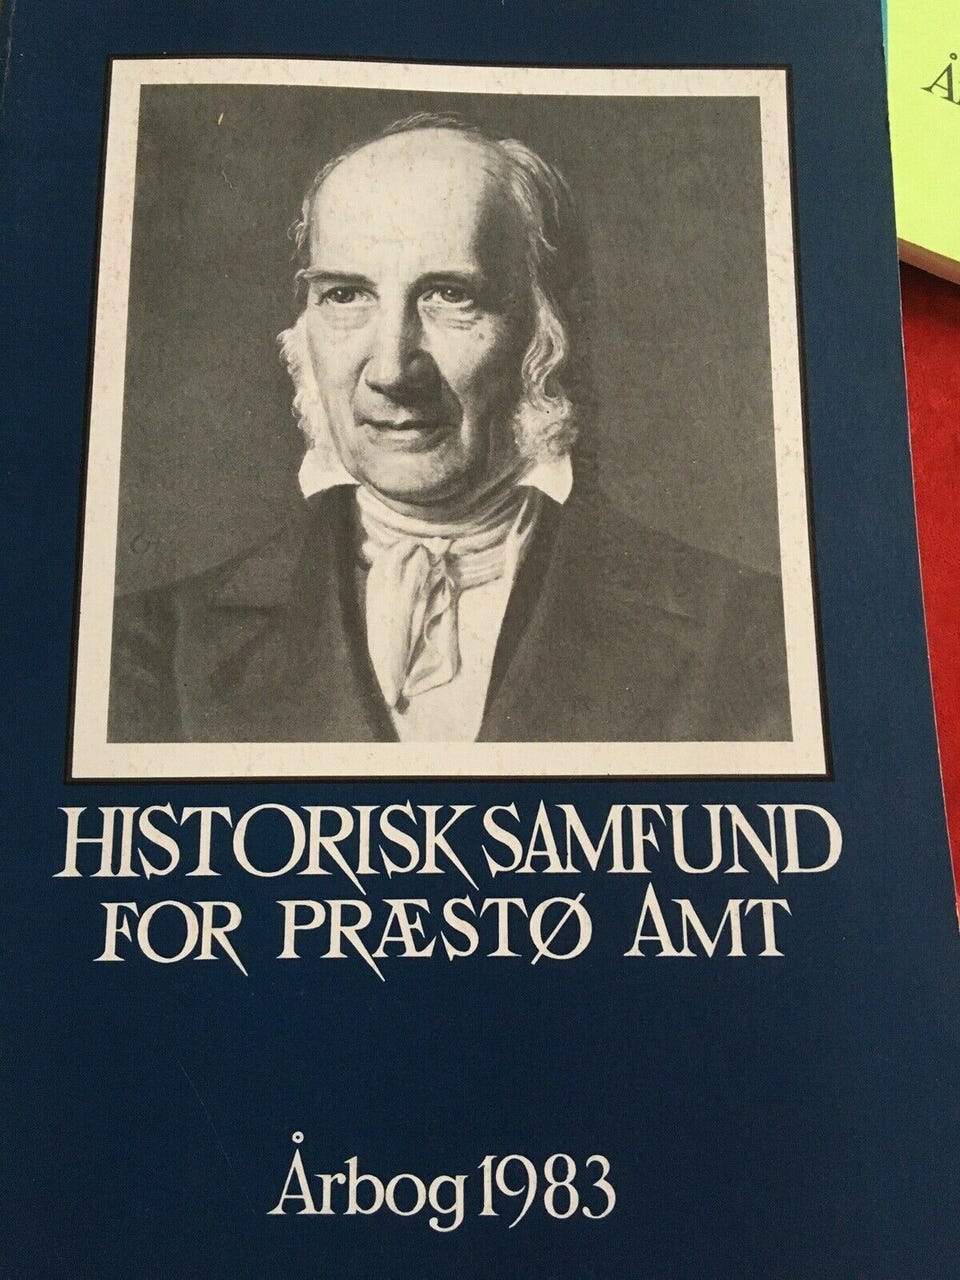 HISTORISK SAMFUND
FOR PRÆSTØ AMT
Årbog 1983